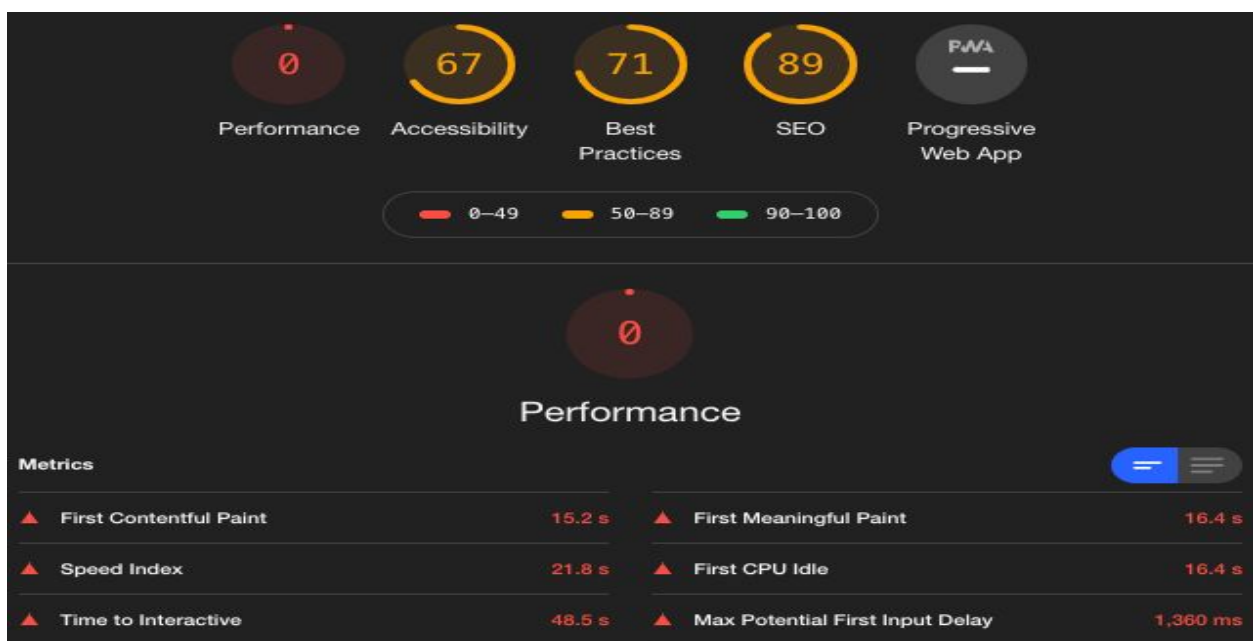 0 67 71 89 PWA
Performance Accessibility Best Practices SEO Progressive Web App
0–49 50–89 90–100
0
Performance
Metrics
First Contentful Paint 15.2 s
First Meaningful Paint 16.4 s
Speed Index 21.8 s
First CPU Idle 16.4 s
Time to Interactive 48.5 s
Max Potential First Input Delay 1,360 ms